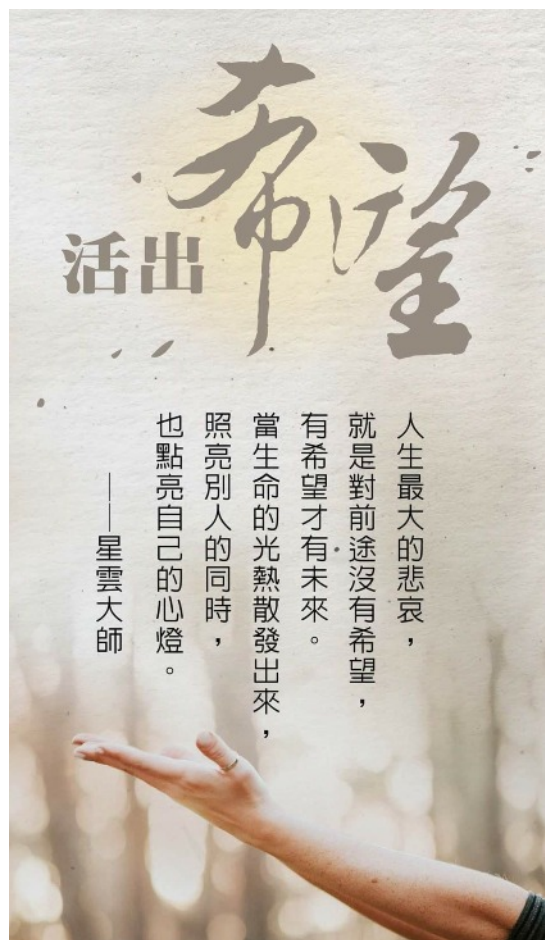 活出
希望
人生最大的悲哀，
就是對前途沒有希望，
有希望才有未來。
當生命的光熱散發出來，
照亮別人的同時，
也點亮自己的心燈。
——星雲大師